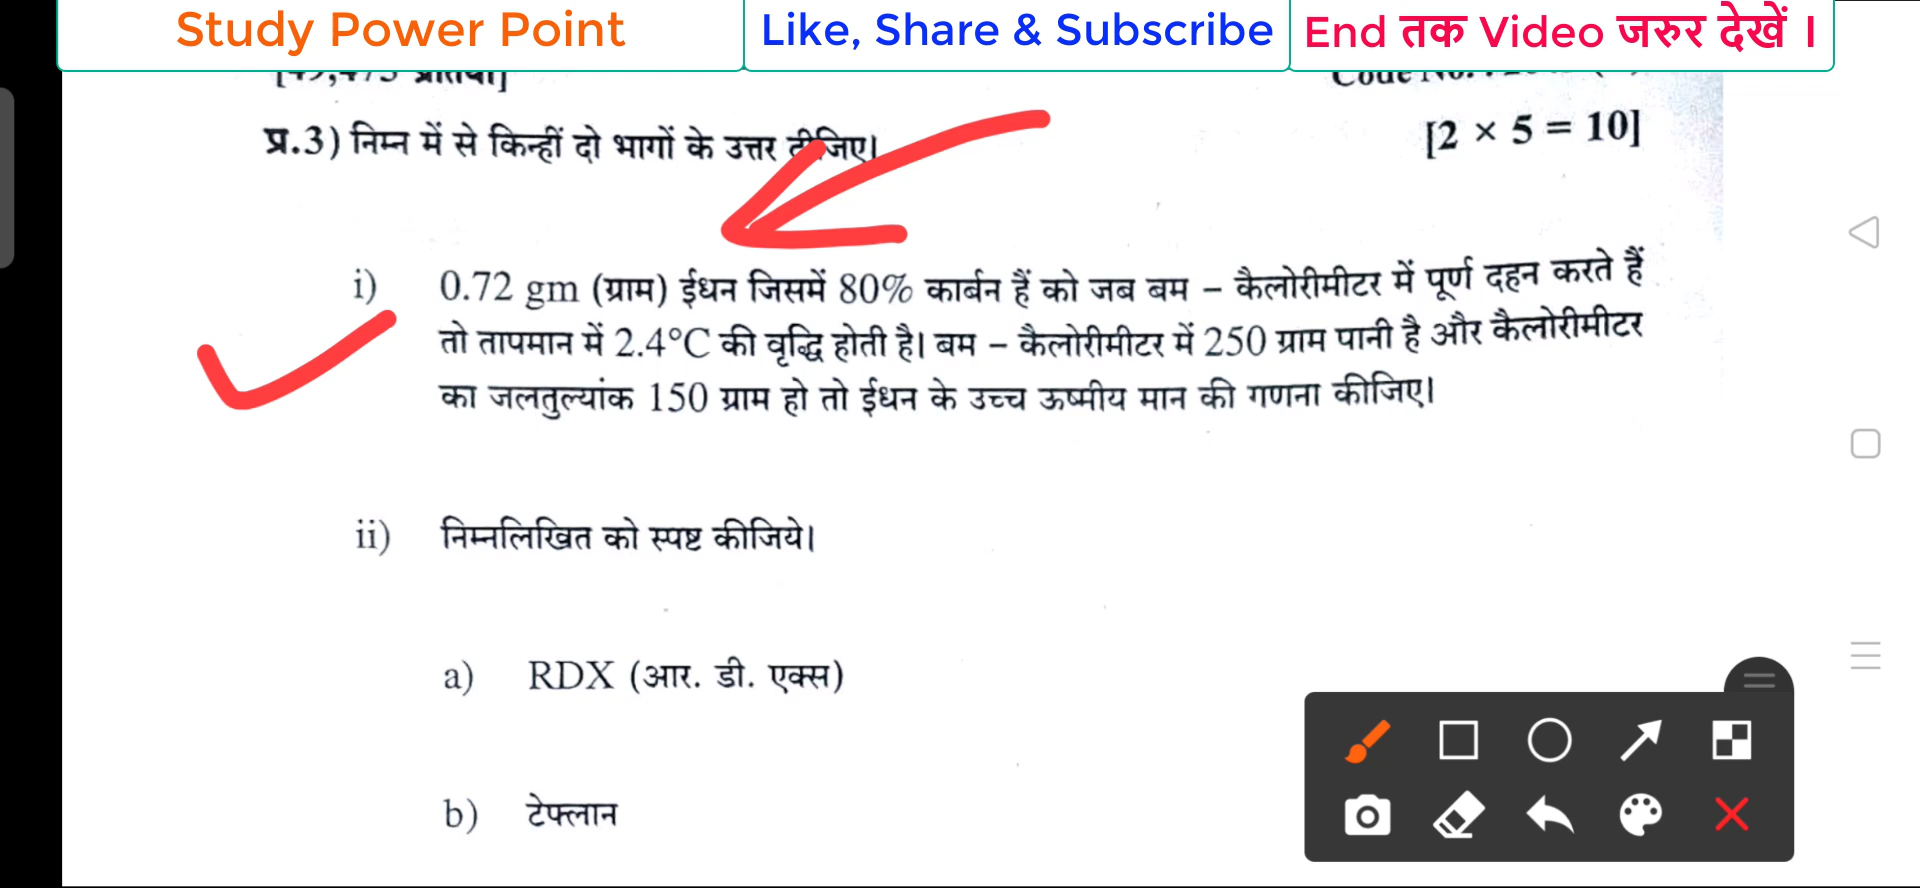 Study Power Point
Like, Share & Subscribe
End तक Video जरुर देखें ।
प्र.3) निम्न में से किन्हीं दो भागों के उत्तर दीजिए।
[2 × 5 = 10]
i) 0.72 gm (ग्राम) ईधन जिसमें 80% कार्बन हैं को जब बम – कैलोरीमीटर में पूर्ण दहन करते हैं
तो तापमान में 2.4°C की वृद्धि होती है। बम – कैलोरीमीटर में 250 ग्राम पानी है और कैलोरीमीटर
का जलतुल्यांक 150 ग्राम हो तो ईधन के उच्च ऊष्मीय मान की गणना कीजिए।
ii) निम्नलिखित को स्पष्ट कीजिये।
a) RDX (आर. डी. एक्स)
b) टेफ्लान